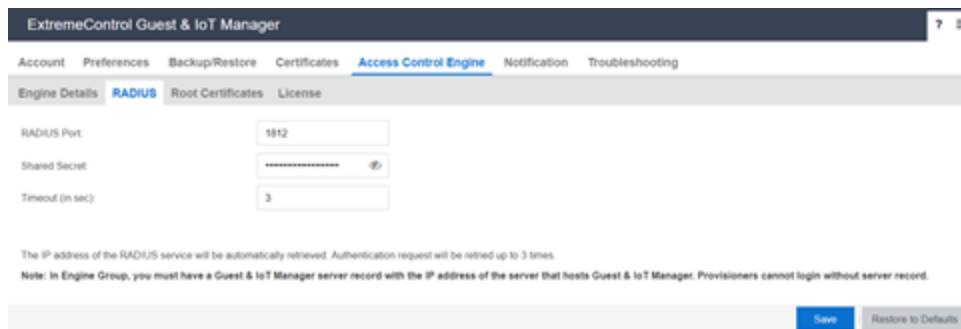 ExtremeControl Guest & IoT Manager ?
Account Preferences Backup/Restore Certificates Access Control Engine Notification Troubleshooting
Engine Details RADIUS Root Certificates License
RADIUS Port: 1812
Shared Secret: ••••••••••••••••••••
Timeout (in sec): 3
The IP address of the RADIUS service will be automatically retrieved. Authentication request will be retried up to 3 times.
Note: In Engine Group, you must have a Guest & IoT Manager server record with the IP address of the server that hosts Guest & IoT Manager. Provisioners cannot login without server record.
Save Restore to Defaults